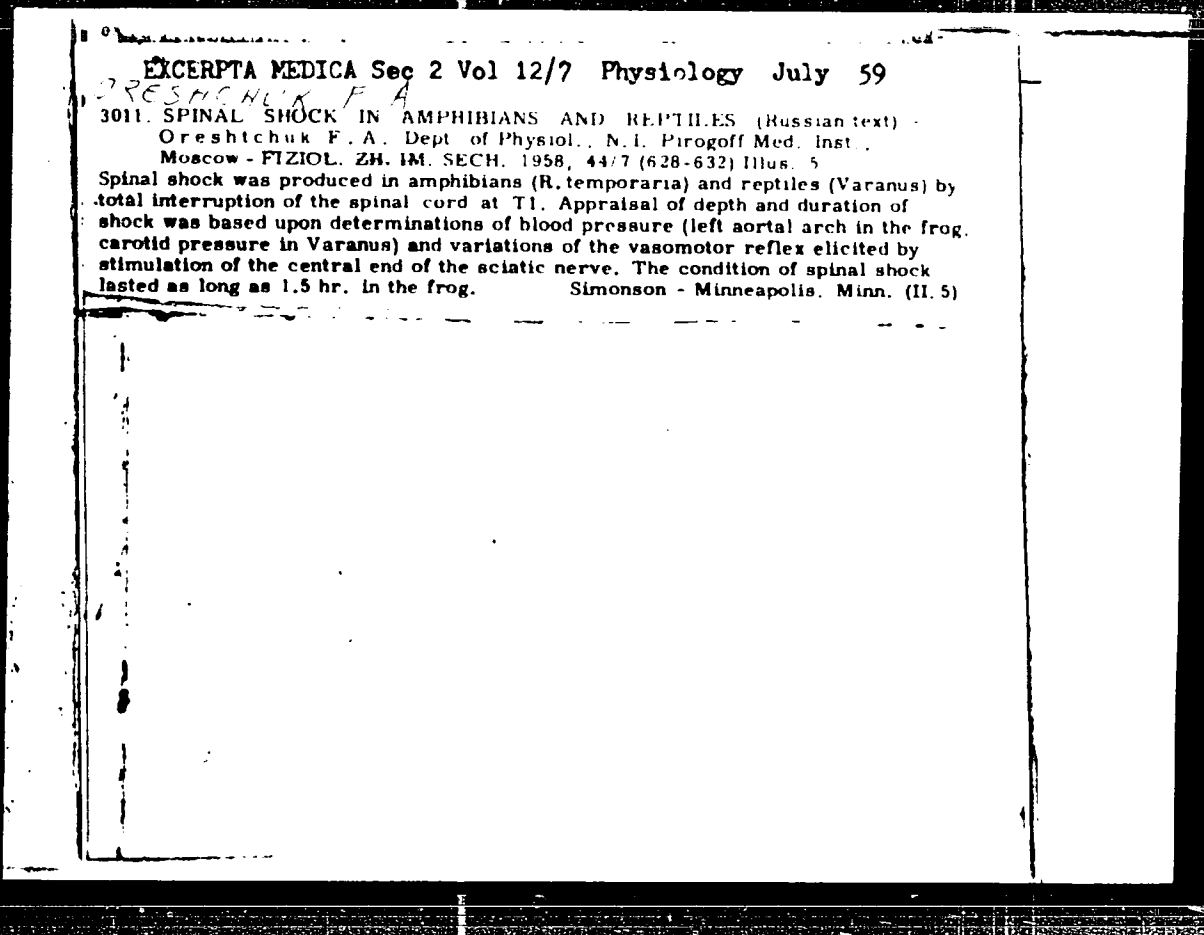 EXCERPTA MEDICA Sec 2 Vol 12/7 Physiology July 59
ORESHCHUK F A
3011. SPINAL SHOCK IN AMPHIBIANS AND REPTILES (Russian text) -
Oreshtchuk F. A. Dept of Physiol., N. I. Pirogoff Med. Inst.,
Moscow - FIZIOL. ZH. IM. SECH. 1958, 44/7 (628-632) Illus. 5
Spinal shock was produced in amphibians (R. temporaria) and reptiles (Varanus) by
total interruption of the spinal cord at T1. Appraisal of depth and duration of
shock was based upon determinations of blood pressure (left aortal arch in the frog,
carotid pressure in Varanus) and variations of the vasomotor reflex elicited by
stimulation of the central end of the sciatic nerve. The condition of spinal shock
lasted as long as 1.5 hr. in the frog. Simonson - Minneapolis, Minn. (II, 5)